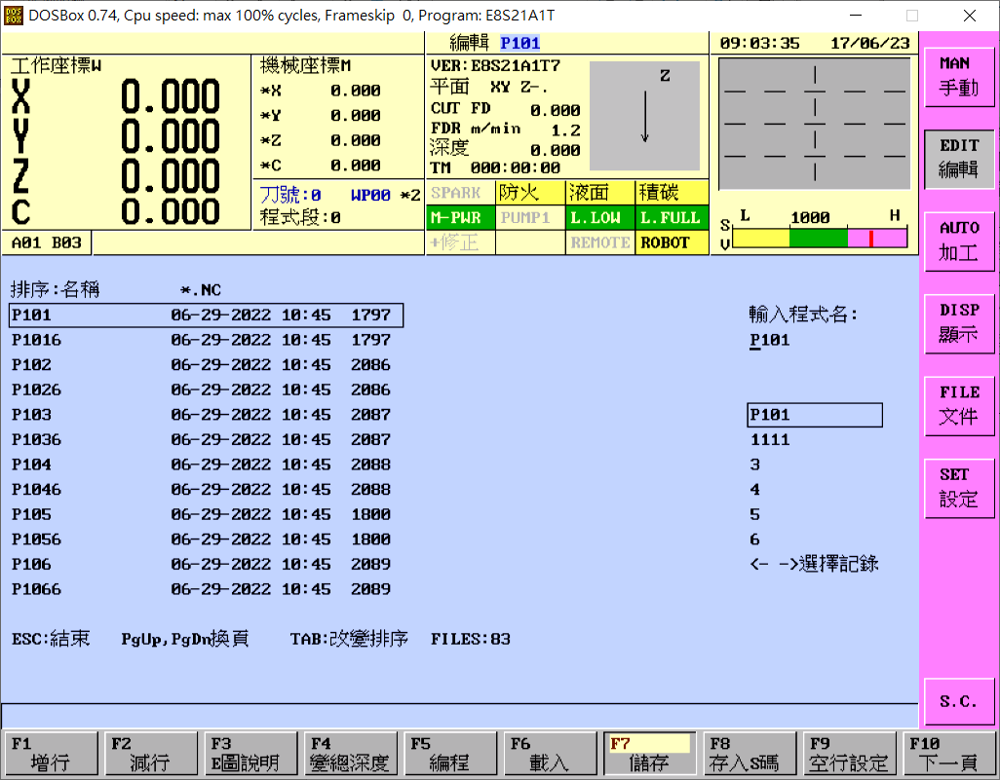 DOSBox 0.74, Cpu speed: max 100% cycles, Frameskip 0, Program: E8S21A1T
編輯 P101
09:03:35 17/06/23
工作座標W
X 0.000
Y 0.000
Z 0.000
C 0.000
A01 B03
機械座標M
*X 0.000
*Y 0.000
*Z 0.000
*C 0.000
刀號:0 WP00 *2
程式段:0
VER:E8S21A1T7
平面 XY Z-.
CUT FD 0.000
FDR m/min 1.2
深度 0.000
TM 000:00:00
Z
SPARK 防火 液面 積碳
M-PWR PUMP1 L.LOW L.FULL
+修正 REMOTE ROBOT
L 1000 H
S
V
MAN
手動
EDIT
編輯
AUTO
加工
DISP
顯示
FILE
文件
SET
設定
S.C.
排序:名稱 *.NC
P101 06-29-2022 10:45 1797
P1016 06-29-2022 10:45 1797
P102 06-29-2022 10:45 2086
P1026 06-29-2022 10:45 2086
P103 06-29-2022 10:45 2087
P1036 06-29-2022 10:45 2087
P104 06-29-2022 10:45 2088
P1046 06-29-2022 10:45 2088
P105 06-29-2022 10:45 1800
P1056 06-29-2022 10:45 1800
P106 06-29-2022 10:45 2089
P1066 06-29-2022 10:45 2089
輸入程式名:
P101
P101
1111
3
4
5
6
<- ->選擇記錄
ESC:結束 PgUp,PgDn換頁 TAB:改變排序 FILES:83
F1 增行
F2 減行
F3 E圖說明
F4 變總深度
F5 編程
F6 載入
F7 儲存
F8 存入S碼
F9 空行設定
F10 下一頁